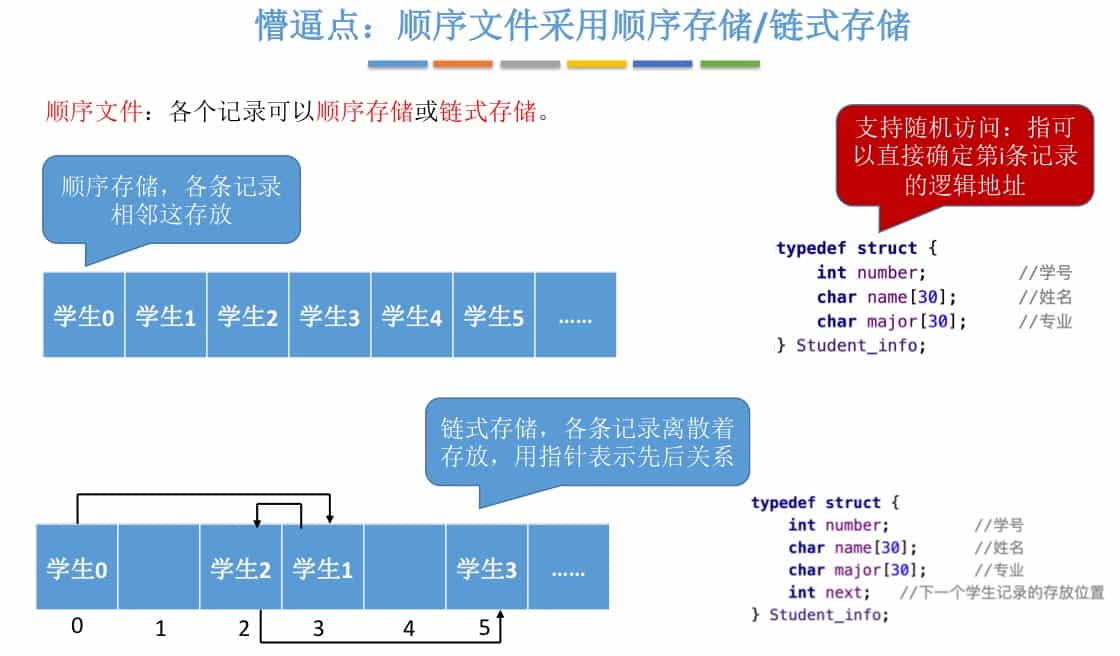 懵逼点：顺序文件采用顺序存储/链式存储
顺序文件：各个记录可以顺序存储或链式存储。
支持随机访问：指可
以直接确定第i条记录
的逻辑地址
顺序存储，各条记录
相邻这存放
学生0 学生1 学生2 学生3 学生4 学生5 ……
typedef struct {
int number; //学号
char name[30]; //姓名
char major[30]; //专业
} Student_info;
链式存储，各条记录离散着
存放，用指针表示先后关系
学生0 学生2 学生1 学生3 ……
0 1 2 3 4 5
typedef struct {
int number; //学号
char name[30]; //姓名
char major[30]; //专业
int next; //下一个学生记录的存放位置
} Student_info;